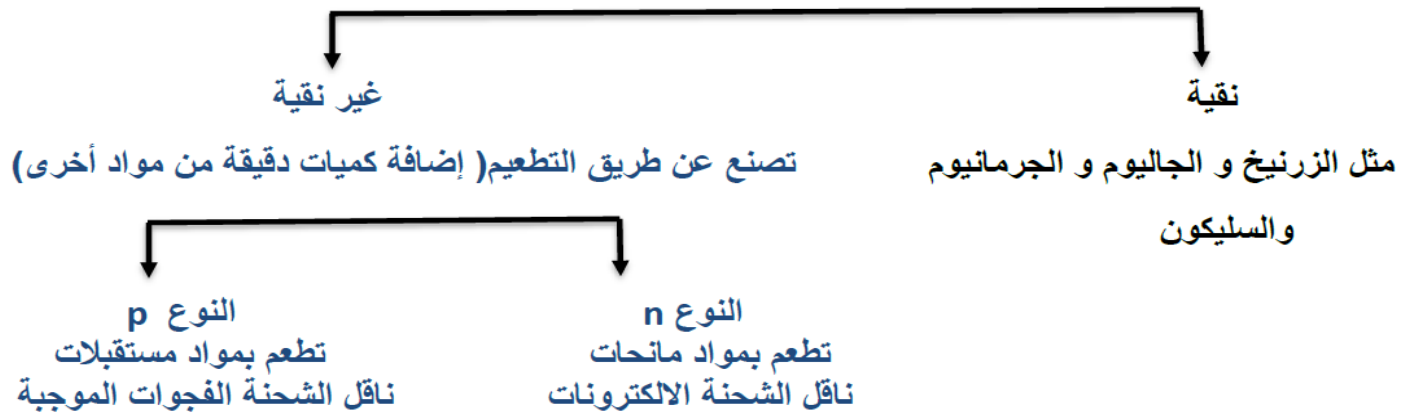 نقية
مثل الزرنيخ و الجاليوم و الجرمانيوم
والسليكون
غير نقية
تصنع عن طريق التطعيم( إضافة كميات دقيقة من مواد أخرى)
النوع n
تطعم بمواد مانحات
ناقل الشحنة الالكترونات
النوع p
تطعم بمواد مستقبلات
ناقل الشحنة الفجوات الموجبة